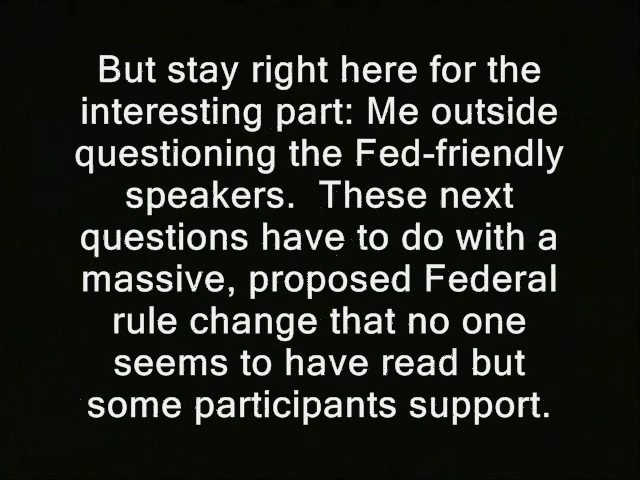 But stay right here for the
interesting part: Me outside
questioning the Fed-friendly
speakers.  These next
questions have to do with a
massive, proposed Federal
rule change that no one
seems to have read but
some participants support.